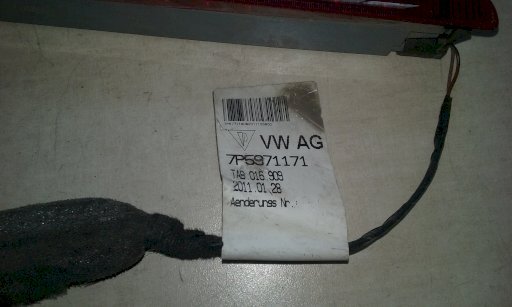 VW AG
7P5971171
TAB 016 909
2011.01.28
Aenderungs Nr.: